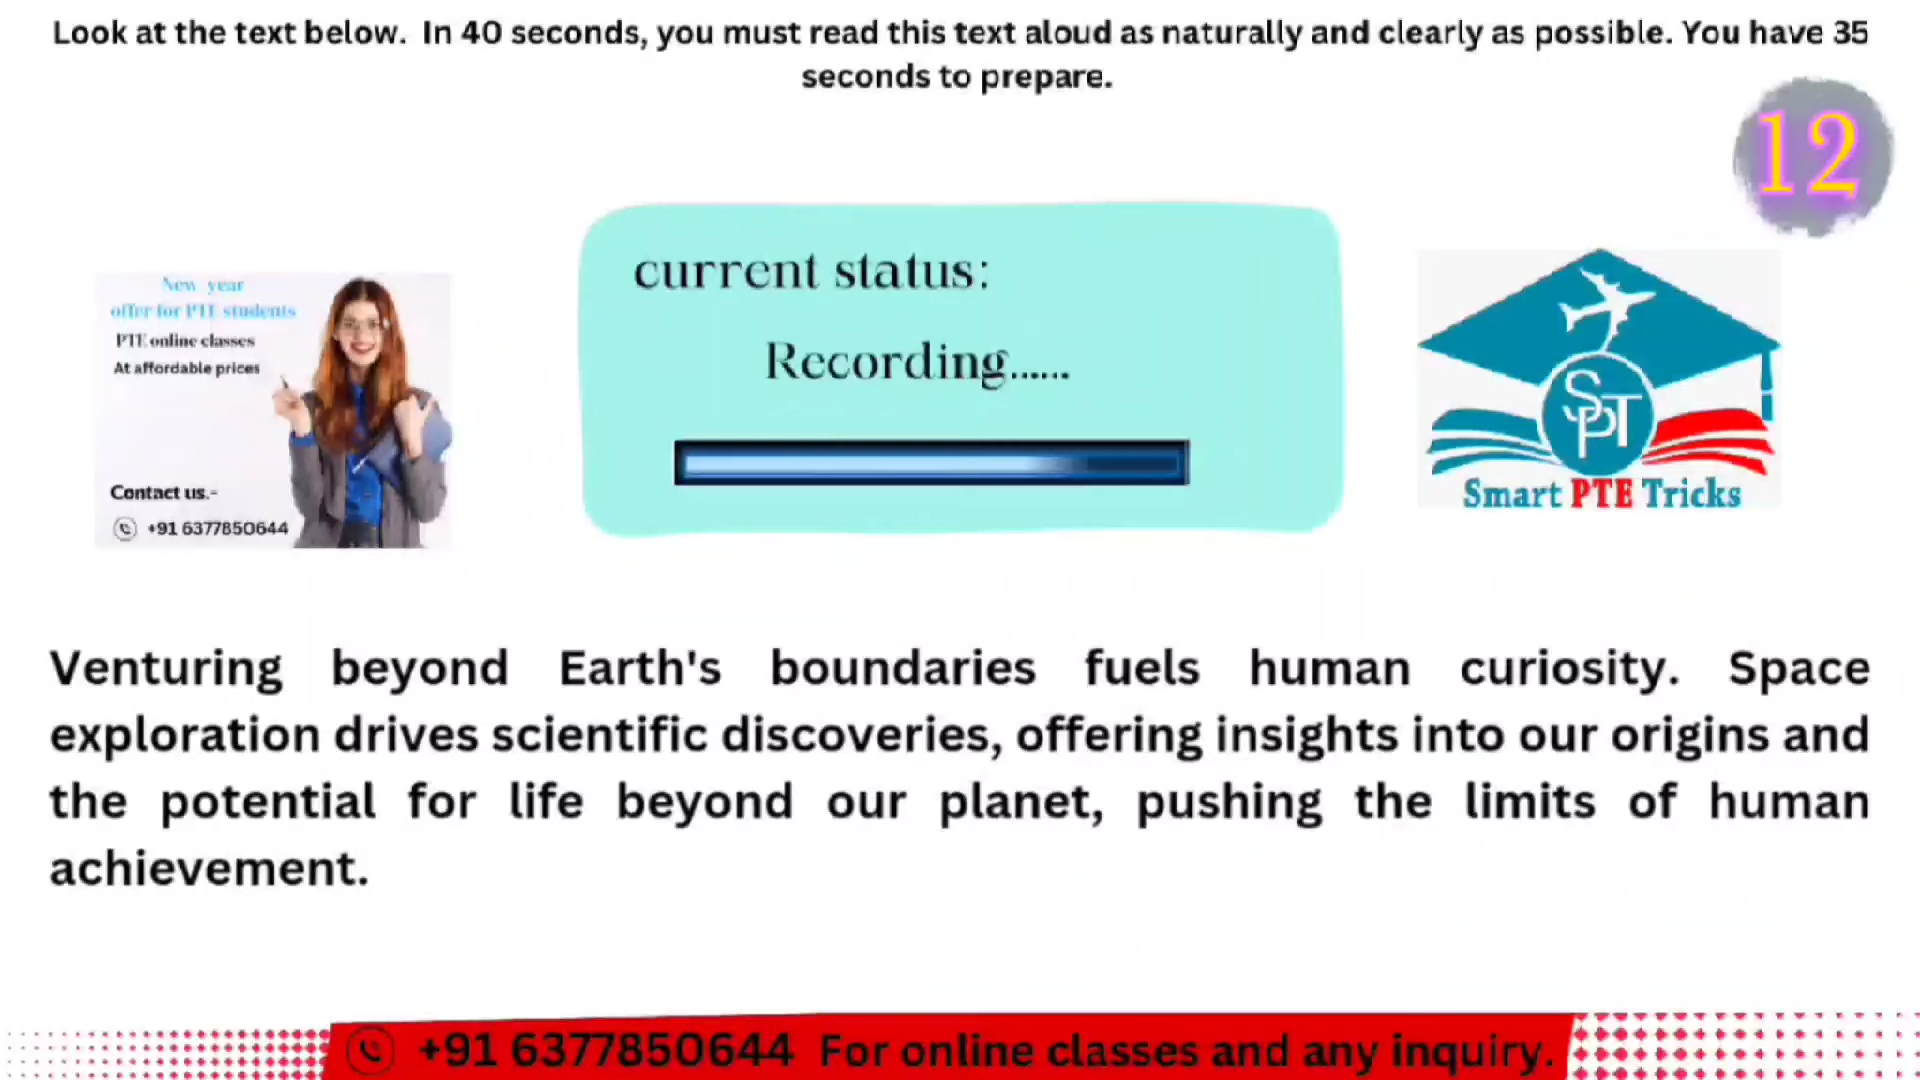 Look at the text below. In 40 seconds, you must read this text aloud as naturally and clearly as possible. You have 35
seconds to prepare.
12
New year
offer for PTE students
PTE online classes
At affordable prices
Contact us.-
+91 6377850644
current status:
Recording......
SPT
Smart PTE Tricks
Venturing beyond Earth's boundaries fuels human curiosity. Space
exploration drives scientific discoveries, offering insights into our origins and
the potential for life beyond our planet, pushing the limits of human
achievement.
+91 6377850644 For online classes and any inquiry.